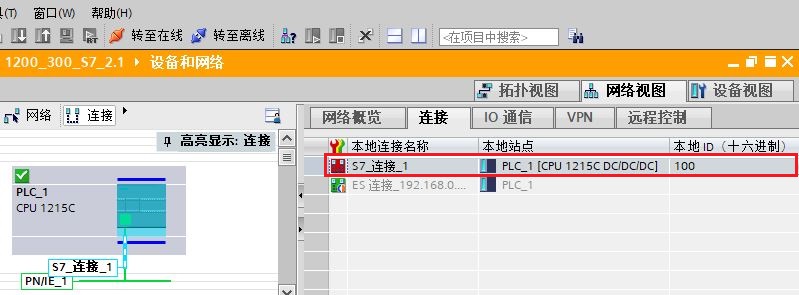 具(T) 窗口(W) 帮助(H)
RT 转至在线 转至离线 <在项目中搜索>
1200_300_S7_2.1 ▸ 设备和网络
拓扑视图 网络视图 设备视图
网络 连接
网络概览 连接 IO 通信 VPN 远程控制
高亮显示: 连接
本地连接名称 本地站点 本地 ID（十六进制）
S7_连接_1 PLC_1 [CPU 1215C DC/DC/DC] 100
ES 连接_192.168.0.... PLC_1
PLC_1
CPU 1215C
S7_连接_1
PN/IE_1